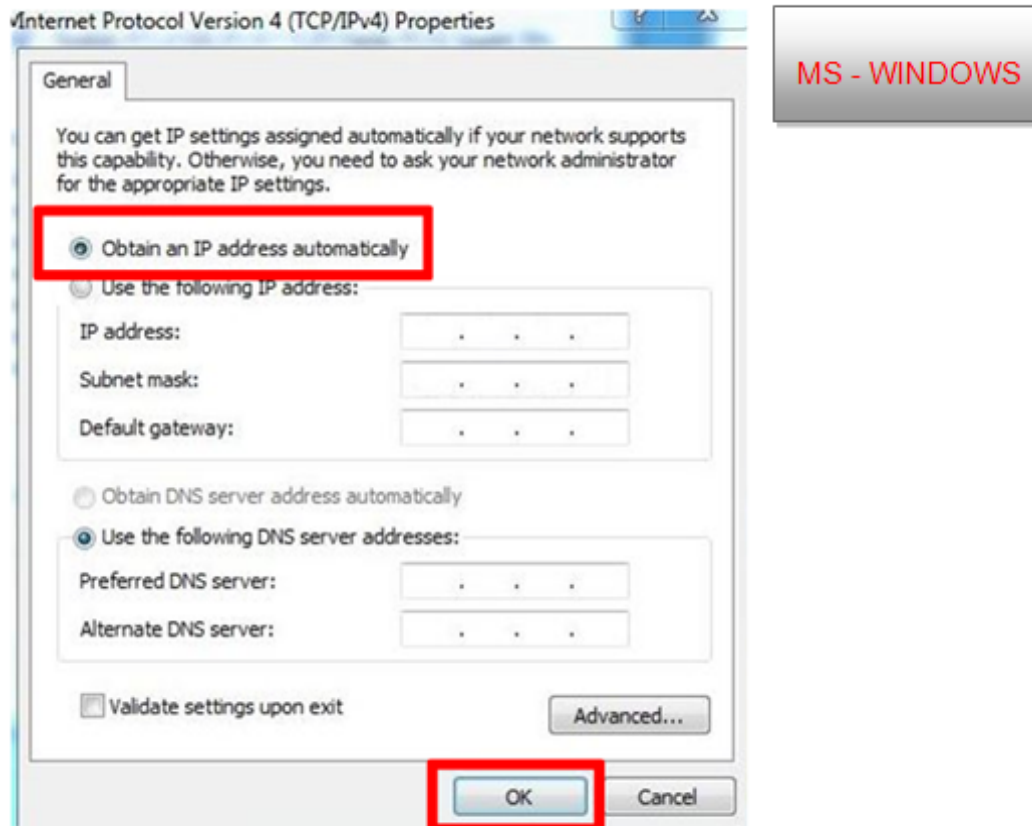 Internet Protocol Version 4 (TCP/IPv4) Properties
MS - WINDOWS
General
You can get IP settings assigned automatically if your network supports
this capability. Otherwise, you need to ask your network administrator
for the appropriate IP settings.
Obtain an IP address automatically
Use the following IP address:
IP address:
Subnet mask:
Default gateway:
Obtain DNS server address automatically
Use the following DNS server addresses:
Preferred DNS server:
Alternate DNS server:
Validate settings upon exit
Advanced...
OK
Cancel